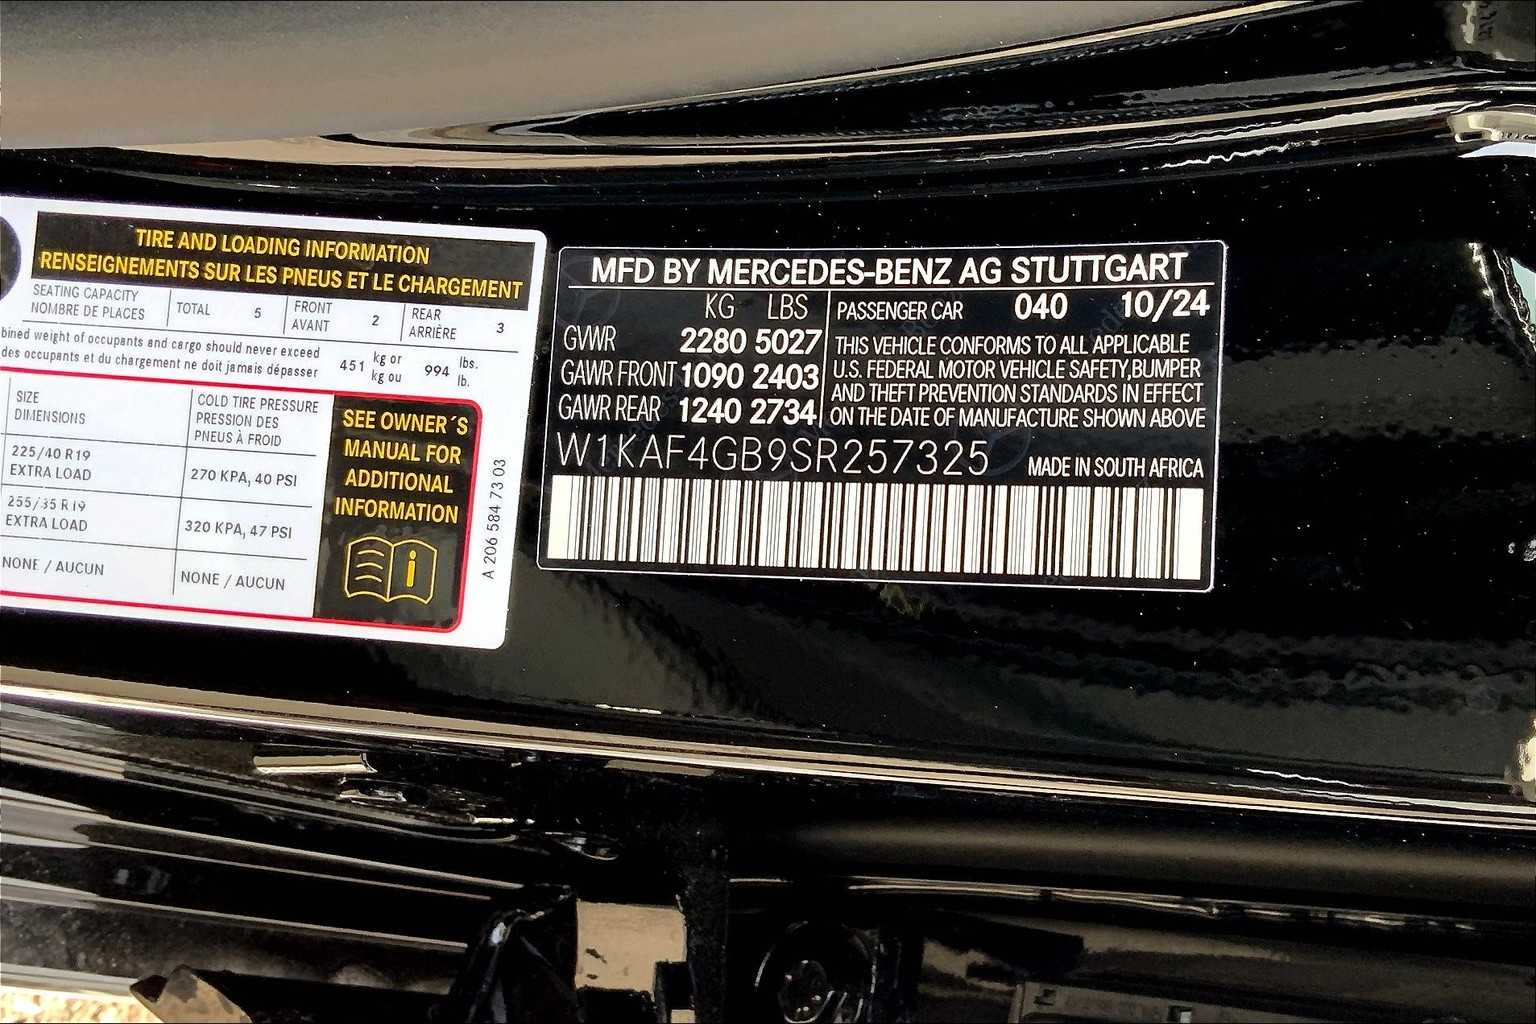 TIRE AND LOADING INFORMATION
RENSEIGNEMENTS SUR LES PNEUS ET LE CHARGEMENT
SEATING CAPACITY
NOMBRE DE PLACES
TOTAL 5
FRONT
AVANT
2
REAR
ARRIÈRE
3
bined weight of occupants and cargo should never exceed
des occupants et du chargement ne doit jamais dépasser
451 kg or
kg ou
994 lbs.
lb.
SIZE
DIMENSIONS
COLD TIRE PRESSURE
PRESSION DES
PNEUS À FROID
225/40 R19
EXTRA LOAD
270 KPA, 40 PSI
255/35 R19
EXTRA LOAD
320 KPA, 47 PSI
NONE / AUCUN
NONE / AUCUN
SEE OWNER´S
MANUAL FOR
ADDITIONAL
INFORMATION
A 206 584 73 03
MFD BY MERCEDES-BENZ AG STUTTGART
KG LBS
GVWR 2280 5027
GAWR FRONT 1090 2403
GAWR REAR 1240 2734
PASSENGER CAR 040 10/24
THIS VEHICLE CONFORMS TO ALL APPLICABLE
U.S. FEDERAL MOTOR VEHICLE SAFETY,BUMPER
AND THEFT PREVENTION STANDARDS IN EFFECT
ON THE DATE OF MANUFACTURE SHOWN ABOVE
W1KAF4GB9SR257325
MADE IN SOUTH AFRICA